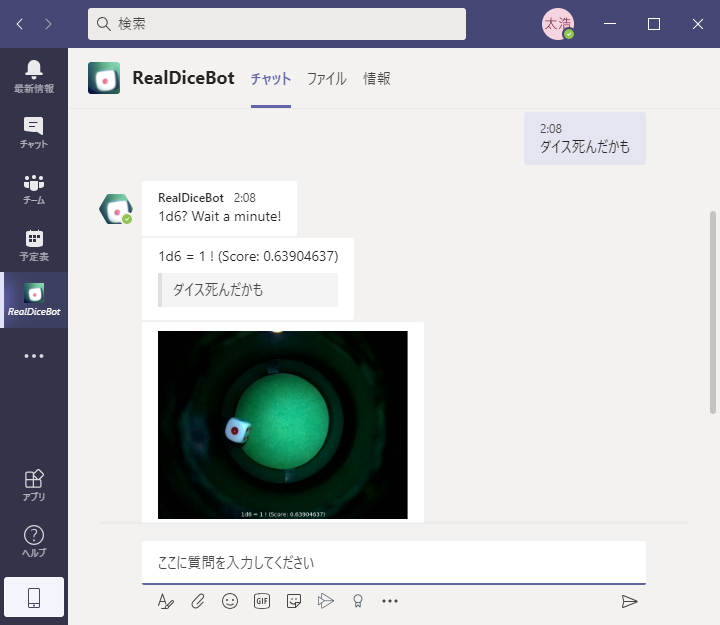 検索
太浩
最新情報
チャット
チーム
予定表
RealDiceBot
アプリ
ヘルプ
RealDiceBot
チャット
ファイル
情報
2:08
ダイス死んだかも
RealDiceBot 2:08
1d6? Wait a minute!
1d6 = 1 ! (Score: 0.63904637)
ダイス死んだかも
1d6 = 1 ! (Score: 0.63904637)
ここに質問を入力してください
GIF